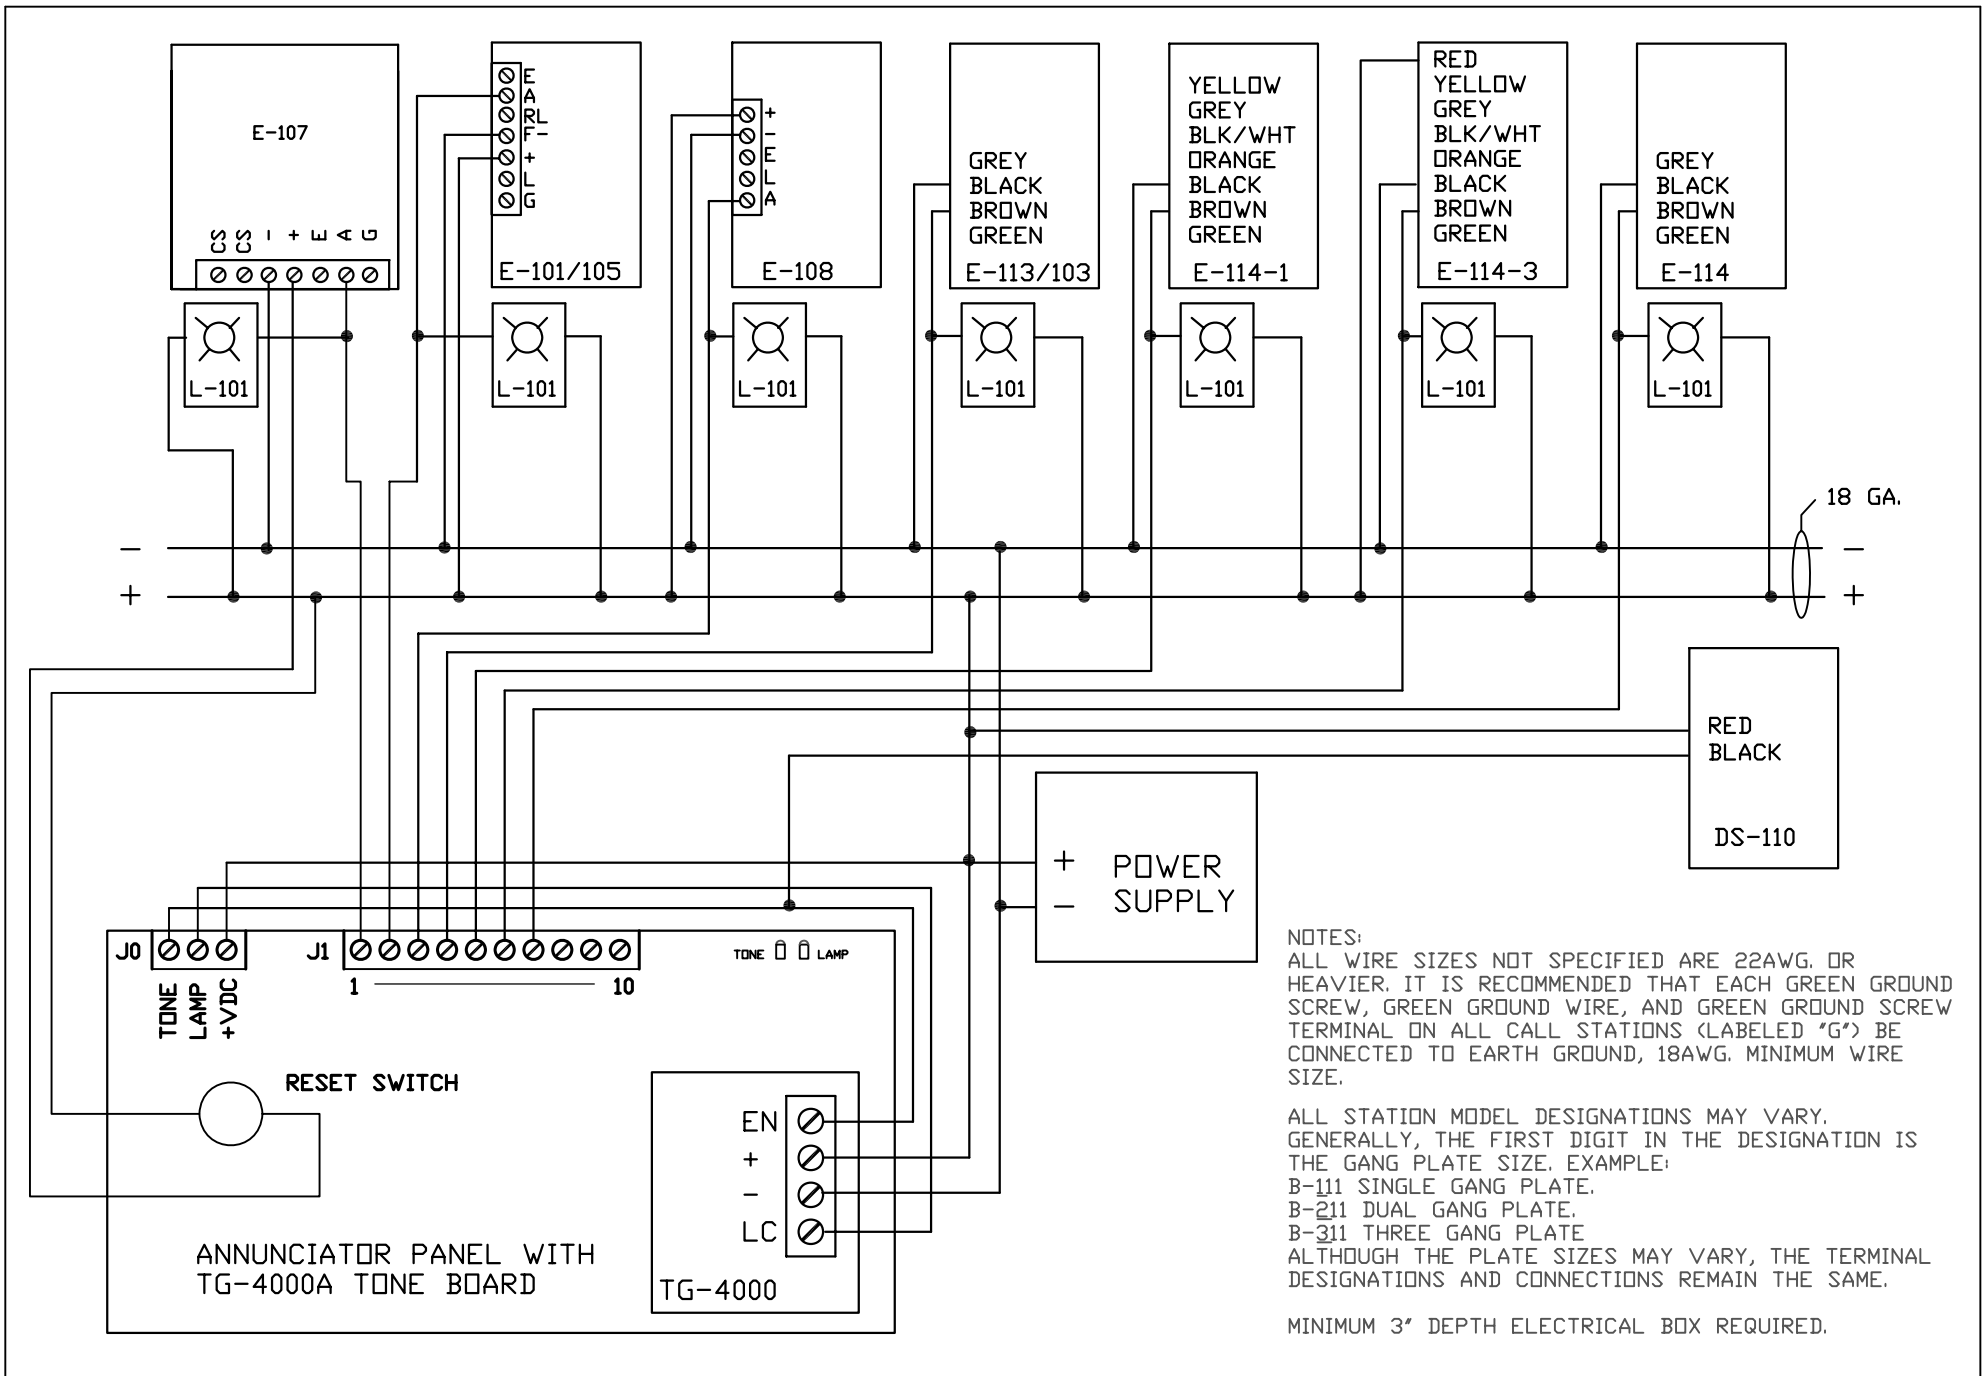 E-107
CS
CS
-
+
E
A
G
E
A
RL
F-
+
L
G
E-101/105
+
-
E
L
A
E-108
GREY
BLACK
BROWN
GREEN
E-113/103
YELLOW
GREY
BLK/WHT
ORANGE
BLACK
BROWN
GREEN
E-114-1
RED
YELLOW
GREY
BLK/WHT
ORANGE
BLACK
BROWN
GREEN
E-114-3
GREY
BLACK
BROWN
GREEN
E-114
L-101
L-101
L-101
L-101
L-101
L-101
L-101
18 GA.
-
-
+
+
RED
BLACK
DS-110
+
-
POWER
SUPPLY
J0
TONE
LAMP
+VDC
J1
1
10
TONE
LAMP
RESET SWITCH
EN
+
-
LC
TG-4000
ANNUNCIATOR PANEL WITH
TG-4000A TONE BOARD
NOTES:
ALL WIRE SIZES NOT SPECIFIED ARE 22AWG. OR
HEAVIER. IT IS RECOMMENDED THAT EACH GREEN GROUND
SCREW, GREEN GROUND WIRE, AND GREEN GROUND SCREW
TERMINAL ON ALL CALL STATIONS (LABELED "G") BE
CONNECTED TO EARTH GROUND, 18AWG. MINIMUM WIRE
SIZE.
ALL STATION MODEL DESIGNATIONS MAY VARY.
GENERALLY, THE FIRST DIGIT IN THE DESIGNATION IS
THE GANG PLATE SIZE. EXAMPLE:
B-111 SINGLE GANG PLATE.
B-211 DUAL GANG PLATE.
B-311 THREE GANG PLATE
ALTHOUGH THE PLATE SIZES MAY VARY, THE TERMINAL
DESIGNATIONS AND CONNECTIONS REMAIN THE SAME.
MINIMUM 3" DEPTH ELECTRICAL BOX REQUIRED.